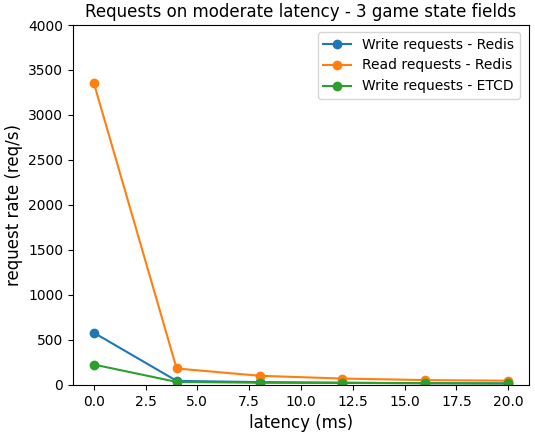 Requests on moderate latency - 3 game state fields
4000
3500
3000
2500
2000
1500
1000
500
0
request rate (req/s)
Write requests - Redis
Read requests - Redis
Write requests - ETCD
0.0 2.5 5.0 7.5 10.0 12.5 15.0 17.5 20.0
latency (ms)